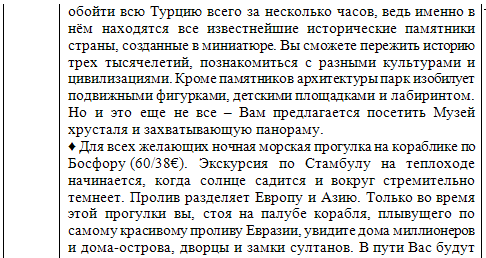 обойти всю Турцию всего за несколько часов, ведь именно в
нём находятся все известнейшие исторические памятники
страны, созданные в миниатюре. Вы сможете пережить историю
трех тысячелетий, познакомиться с разными культурами и
цивилизациями. Кроме памятников архитектуры парк изобилует
подвижными фигурками, детскими площадками и лабиринтом.
Но и это еще не все – Вам предлагается посетить Музей
хрусталя и захватывающую панораму.
♦ Для всех желающих ночная морская прогулка на кораблике по
Босфору (60/38€). Экскурсия по Стамбулу на теплоходе
начинается, когда солнце садится и вокруг стремительно
темнеет. Пролив разделяет Европу и Азию. Только во время
этой прогулки вы, стоя на палубе корабля, плывущего по
самому красивому проливу Евразии, увидите дома миллионеров
и дома-острова, дворцы и замки султанов. В пути Вас будут